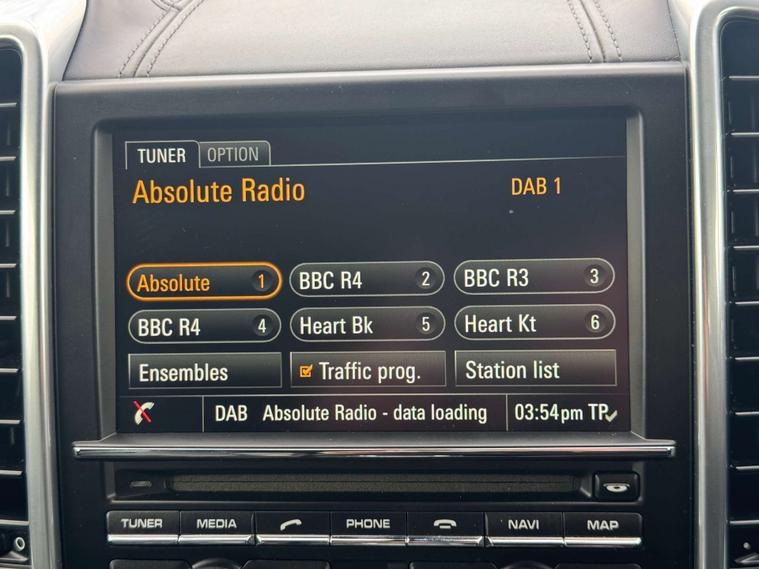 TUNER OPTION
Absolute Radio DAB 1
Absolute 1 BBC R4 2 BBC R3 3
BBC R4 4 Heart Bk 5 Heart Kt 6
Ensembles Traffic prog. Station list
DAB Absolute Radio - data loading 03:54pm TP
TUNER MEDIA PHONE NAVI MAP